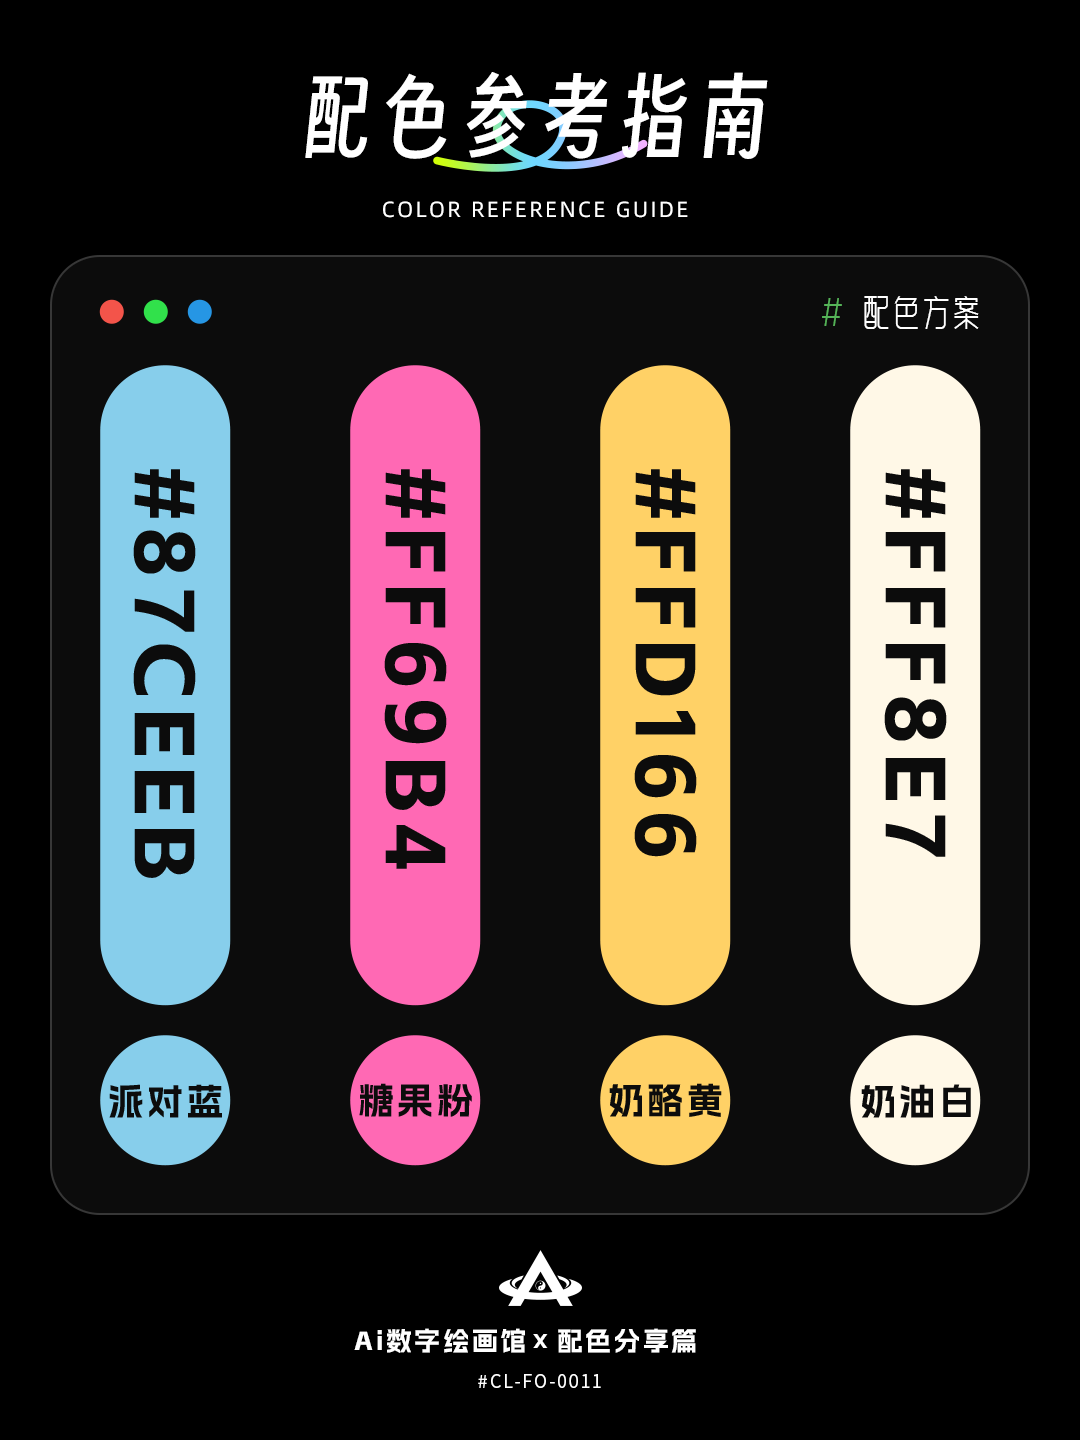 配色参考指南
COLOR REFERENCE GUIDE
# 配色方案
#87CEEB
#FF69B4
#FFD166
#FFF8E7
派对蓝
糖果粉
奶酪黄
奶油白
Ai数字绘画馆 x 配色分享篇
#CL-FO-0011